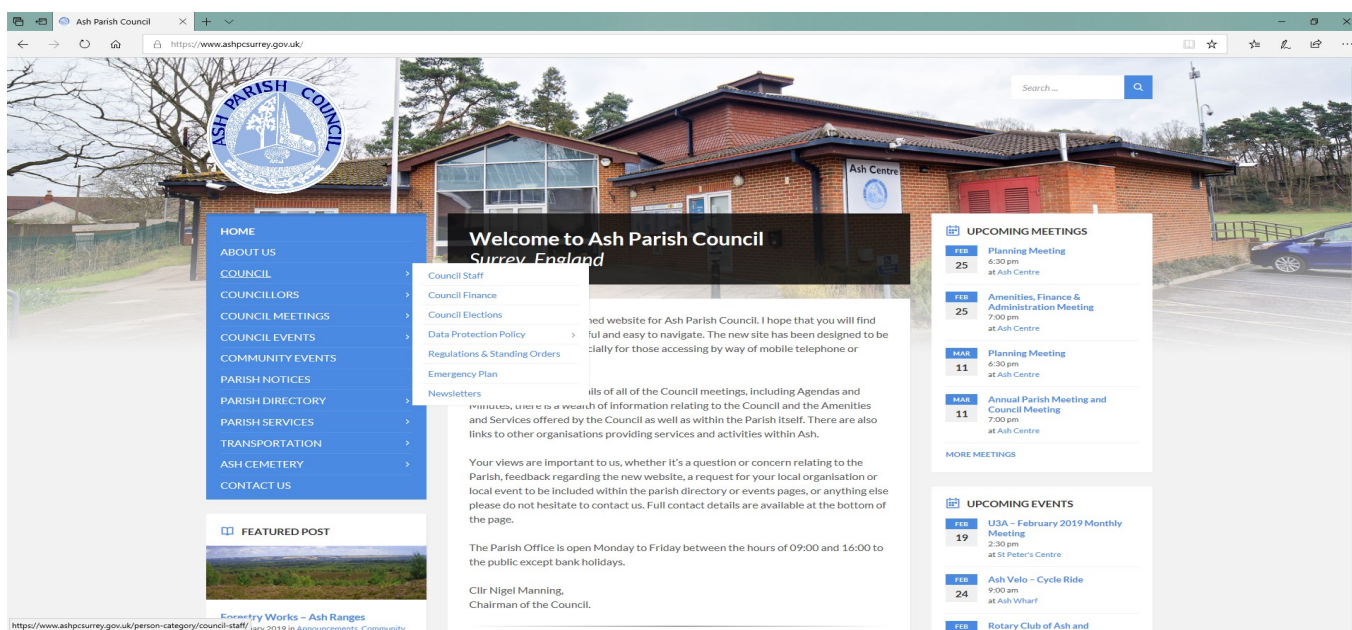 Ash Parish Council
https://www.ashpcsurrey.gov.uk/
ASH PARISH COUNCIL
Search ...
Ash Centre
HOME
ABOUT US
COUNCIL
COUNCILLORS
COUNCIL MEETINGS
COUNCIL EVENTS
COMMUNITY EVENTS
PARISH NOTICES
PARISH DIRECTORY
PARISH SERVICES
TRANSPORTATION
ASH CEMETERY
CONTACT US
Council Staff
Council Finance
Council Elections
Data Protection Policy
Regulations & Standing Orders
Emergency Plan
Newsletters
FEATURED POST
Forestry Works – Ash Ranges
2019 in Announcements, Community
https://www.ashpcsurrey.gov.uk/person-category/council-staff/
Welcome to Ash Parish Council
Surrey, England
website for Ash Parish Council. I hope that you will find
and easy to navigate. The new site has been designed to be
for those accessing by way of mobile telephone or
of all of the Council meetings, including Agendas and
Minutes, there is a wealth of information relating to the Council and the Amenities
and Services offered by the Council as well as within the Parish itself. There are also
links to other organisations providing services and activities within Ash.
Your views are important to us, whether it's a question or concern relating to the
Parish, feedback regarding the new website, a request for your local organisation or
local event to be included within the parish directory or events pages, or anything else
please do not hesitate to contact us. Full contact details are available at the bottom of
the page.
The Parish Office is open Monday to Friday between the hours of 09:00 and 16:00 to
the public except bank holidays.
Cllr Nigel Manning,
Chairman of the Council.
UPCOMING MEETINGS
FEB
25
Planning Meeting
6:30 pm
at Ash Centre
FEB
25
Amenities, Finance &
Administration Meeting
7:00 pm
at Ash Centre
MAR
11
Planning Meeting
6:30 pm
at Ash Centre
MAR
11
Annual Parish Meeting and
Council Meeting
7:00 pm
at Ash Centre
MORE MEETINGS
UPCOMING EVENTS
FEB
19
U3A – February 2019 Monthly
Meeting
2:30 pm
at St Peter's Centre
FEB
24
Ash Velo – Cycle Ride
9:00 am
at Ash Wharf
FEB
Rotary Club of Ash and